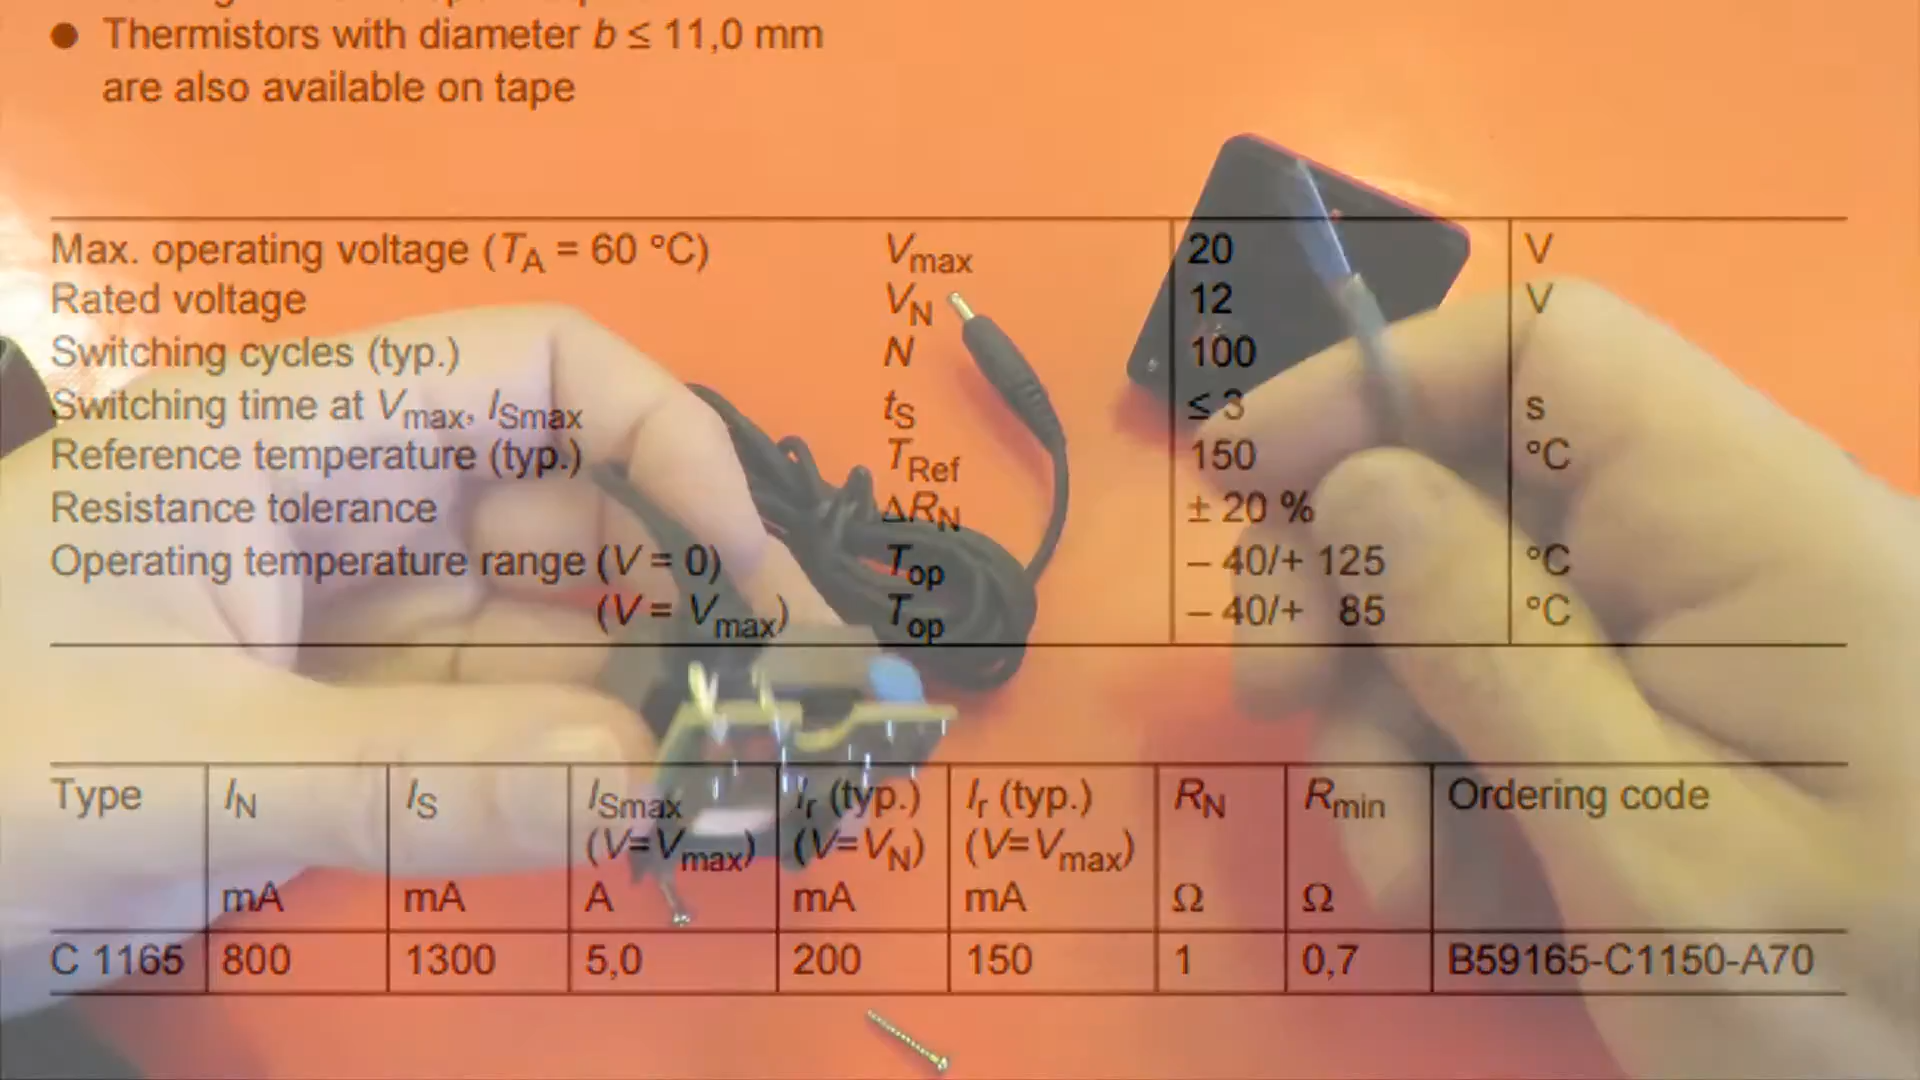 ● Thermistors with diameter b ≤ 11,0 mm
are also available on tape
Max. operating voltage (TA = 60 °C) Vmax 20 V
Rated voltage VN 12 V
Switching cycles (typ.) N 100
Switching time at Vmax, ISmax tS ≤ 3 s
Reference temperature (typ.) TRef 150 °C
Resistance tolerance ΔRN ± 20 %
Operating temperature range (V = 0) Top – 40/+ 125 °C
(V = Vmax) Top – 40/+ 85 °C
Type IN IS ISmax Ir (typ.) Ir (typ.) RN Rmin Ordering code
(V=Vmax) (V=VN) (V=Vmax)
mA mA A mA mA Ω Ω
C 1165 800 1300 5,0 200 150 1 0,7 B59165-C1150-A70